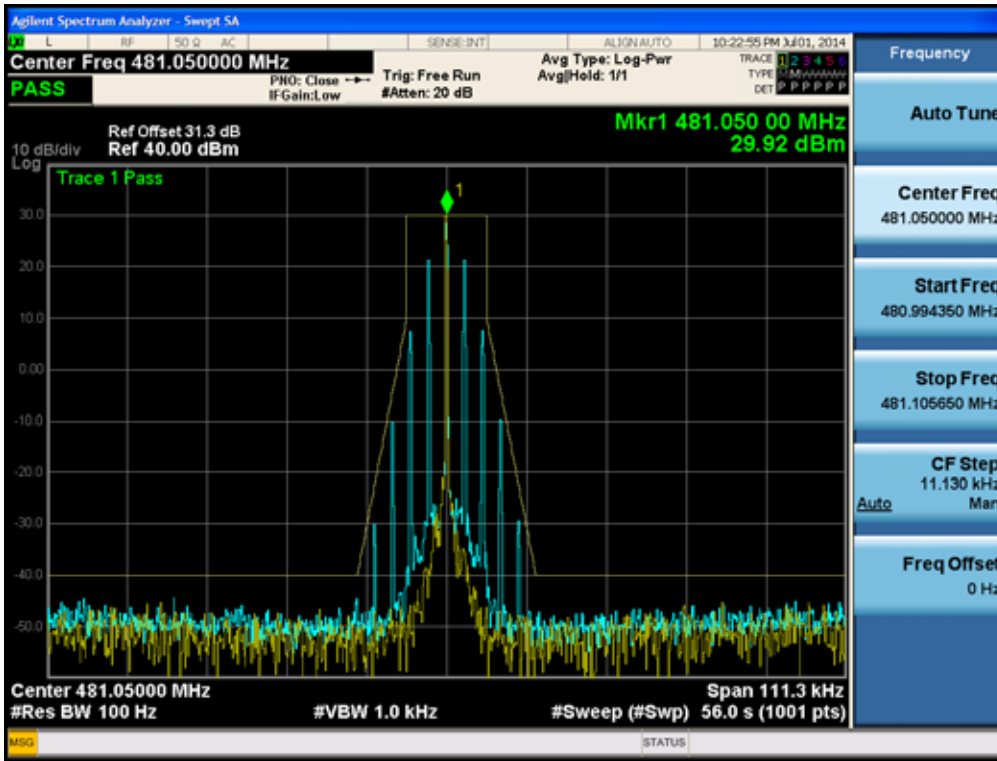 Agilent Spectrum Analyzer - Swept SA
L RF 50 Ω AC SENSE:INT ALIGN AUTO 10:22:55 PM Jul 01, 2014
Center Freq 481.050000 MHz
PASS
PNO: Close
IFGain:Low
Trig: Free Run
#Atten: 20 dB
Avg Type: Log-Pwr
Avg|Hold: 1/1
TRACE 1 2 3 4 5 6
TYPE
DET P P P P P P
Ref Offset 31.3 dB
10 dB/div Ref 40.00 dBm
Log
Mkr1 481.050 00 MHz
29.92 dBm
Trace 1 Pass
1
30.0
20.0
10.0
0.00
-10.0
-20.0
-30.0
-40.0
-50.0
Center 481.05000 MHz Span 111.3 kHz
#Res BW 100 Hz #VBW 1.0 kHz #Sweep (#Swp) 56.0 s (1001 pts)
MSG STATUS
Frequency
Auto Tune
Center Freq
481.050000 MHz
Start Freq
480.994350 MHz
Stop Freq
481.105650 MHz
CF Step
11.130 kHz
Auto Man
Freq Offset
0 Hz